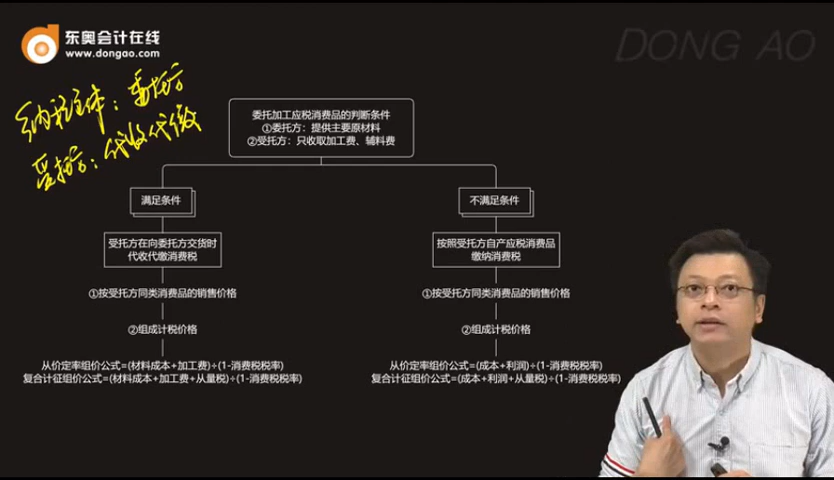 东奥会计在线
www.dongao.com
DONG AO
纳税主体：委托方
受托方：代收代缴
委托加工应税消费品的判断条件
①委托方：提供主要原材料
②受托方：只收取加工费、辅料费
满足条件
不满足条件
受托方在向委托方交货时
代收代缴消费税
按照受托方自产应税消费品
缴纳消费税
①按受托方同类消费品的销售价格
①按受托方同类消费品的销售价格
②组成计税价格
②组成计税价格
从价定率组价公式=(材料成本+加工费)÷(1-消费税税率)
复合计征组价公式=(材料成本+加工费+从量税)÷(1-消费税税率)
从价定率组价公式=(成本+利润)÷(1-消费税税率)
复合计征组价公式=(成本+利润+从量税)÷(1-消费税税率)